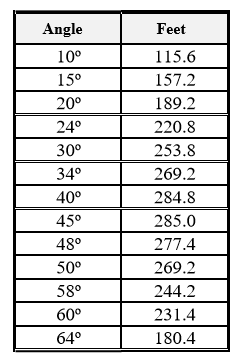 Angle Feet
10º 115.6
15º 157.2
20º 189.2
24º 220.8
30º 253.8
34º 269.2
40º 284.8
45º 285.0
48º 277.4
50º 269.2
58º 244.2
60º 231.4
64º 180.4